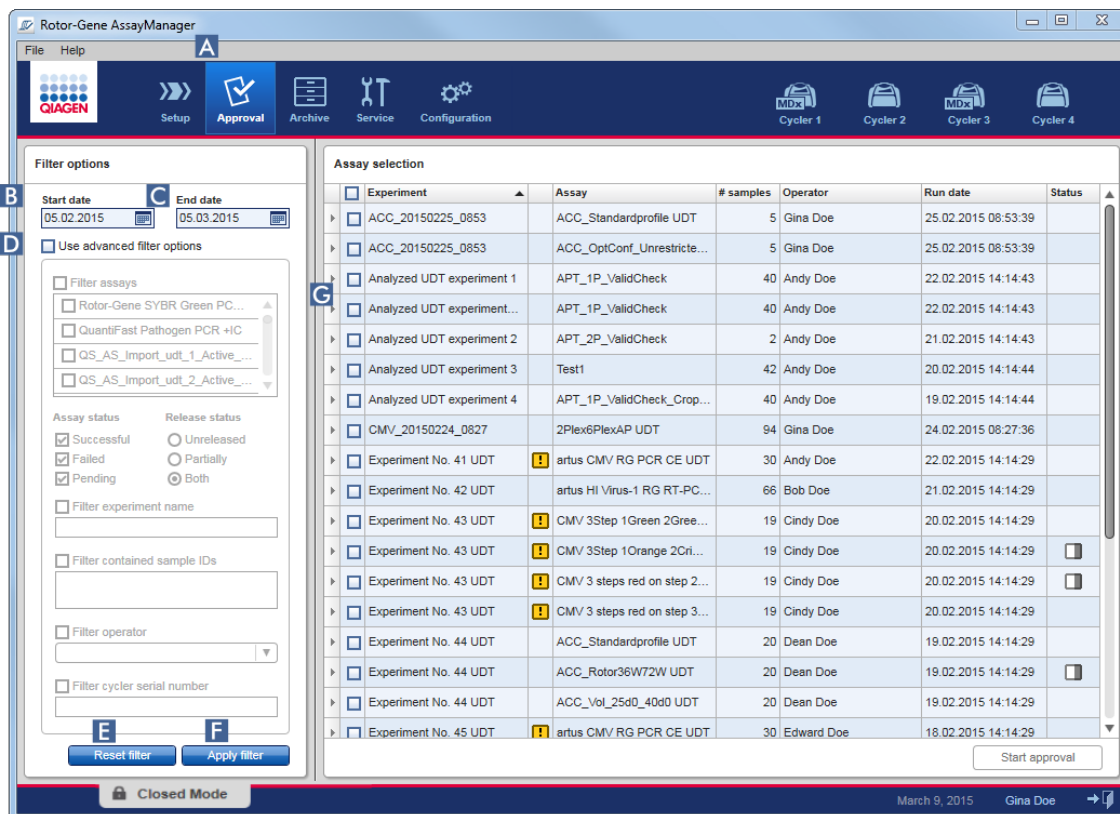 Rotor-Gene AssayManager
File Help
A
QIAGEN
Setup Approval Archive Service Configuration
MDx MDx
Cycler 1 Cycler 2 Cycler 3 Cycler 4
Filter options
B Start date C End date
05.02.2015 05.03.2015
D Use advanced filter options
Filter assays
Rotor-Gene SYBR Green PC...
QuantiFast Pathogen PCR +IC
QS_AS_Import_udt_1_Active_...
QS_AS_Import_udt_2_Active_...
Assay status Release status
Successful Unreleased
Failed Partially
Pending Both
Filter experiment name
Filter contained sample IDs
Filter operator
Filter cycler serial number
E F
Reset filter Apply filter
G
Assay selection
Experiment Assay # samples Operator Run date Status
ACC_20150225_0853 ACC_Standardprofile UDT 5 Gina Doe 25.02.2015 08:53:39
ACC_20150225_0853 ACC_OptConf_Unrestricte... 5 Gina Doe 25.02.2015 08:53:39
Analyzed UDT experiment 1 APT_1P_ValidCheck 40 Andy Doe 22.02.2015 14:14:43
Analyzed UDT experiment... APT_1P_ValidCheck 40 Andy Doe 22.02.2015 14:14:43
Analyzed UDT experiment 2 APT_2P_ValidCheck 2 Andy Doe 21.02.2015 14:14:43
Analyzed UDT experiment 3 Test1 42 Andy Doe 20.02.2015 14:14:44
Analyzed UDT experiment 4 APT_1P_ValidCheck_Crop... 40 Andy Doe 19.02.2015 14:14:44
CMV_20150224_0827 2Plex6PlexAP UDT 94 Gina Doe 24.02.2015 08:27:36
Experiment No. 41 UDT ! artus CMV RG PCR CE UDT 30 Andy Doe 22.02.2015 14:14:29
Experiment No. 42 UDT artus HI Virus-1 RG RT-PC... 66 Bob Doe 21.02.2015 14:14:29
Experiment No. 43 UDT ! CMV 3Step 1Green 2Gree... 19 Cindy Doe 20.02.2015 14:14:29
Experiment No. 43 UDT ! CMV 3Step 1Orange 2Cri... 19 Cindy Doe 20.02.2015 14:14:29
Experiment No. 43 UDT ! CMV 3 steps red on step 2... 19 Cindy Doe 20.02.2015 14:14:29
Experiment No. 43 UDT ! CMV 3 steps red on step 3... 19 Cindy Doe 20.02.2015 14:14:29
Experiment No. 44 UDT ACC_Standardprofile UDT 20 Dean Doe 19.02.2015 14:14:29
Experiment No. 44 UDT ACC_Rotor36W72W UDT 20 Dean Doe 19.02.2015 14:14:29
Experiment No. 44 UDT ACC_Vol_25d0_40d0 UDT 20 Dean Doe 19.02.2015 14:14:29
Experiment No. 45 UDT ! artus CMV RG PCR CE UDT 30 Edward Doe 18.02.2015 14:14:29
Start approval
Closed Mode
March 9, 2015 Gina Doe